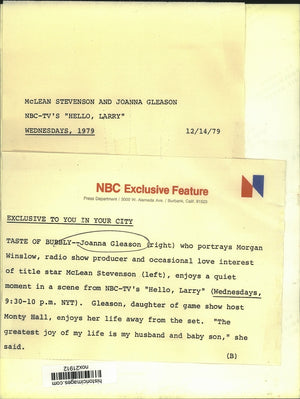 McLEAN STEVENSON AND JOANNA GLEASON
NBC-TV'S "HELLO, LARRY"
WEDNESDAYS, 1979 12/14/79
NBC Exclusive Feature
Press Department / 3000 W. Alameda Ave. / Burbank, Calif. 91523
EXCLUSIVE TO YOU IN YOUR CITY
TASTE OF BUBBLY--Joanna Gleason (right) who portrays Morgan
Winslow, radio show producer and occasional love interest
of title star McLean Stevenson (left), enjoys a quiet
moment in a scene from NBC-TV's "Hello, Larry" (Wednesdays,
9:30-10 p.m. NYT). Gleason, daughter of game show host
Monty Hall, enjoys her life away from the set. "The
greatest joy of my life is my husband and baby son," she
said.
(B)
historicimages.com
nox21912